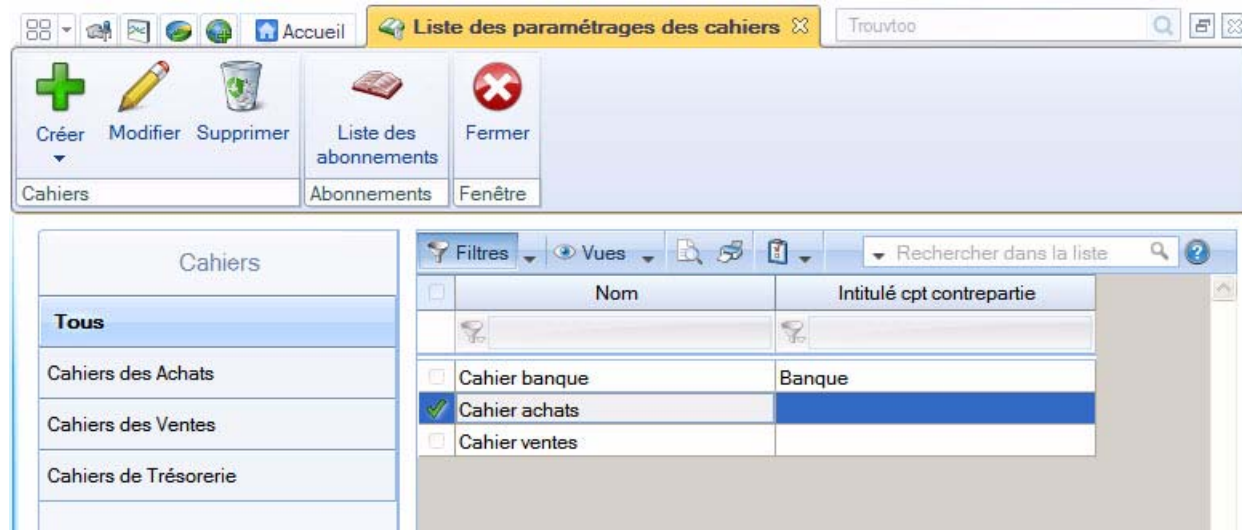 Accueil Liste des paramétrages des cahiers Trouvtoo
Créer Modifier Supprimer Liste des abonnements Fermer
Cahiers Abonnements Fenêtre
Cahiers
Tous
Cahiers des Achats
Cahiers des Ventes
Cahiers de Trésorerie
Filtres Vues Rechercher dans la liste
Nom Intitulé cpt contrepartie
Cahier banque Banque
Cahier achats
Cahier ventes